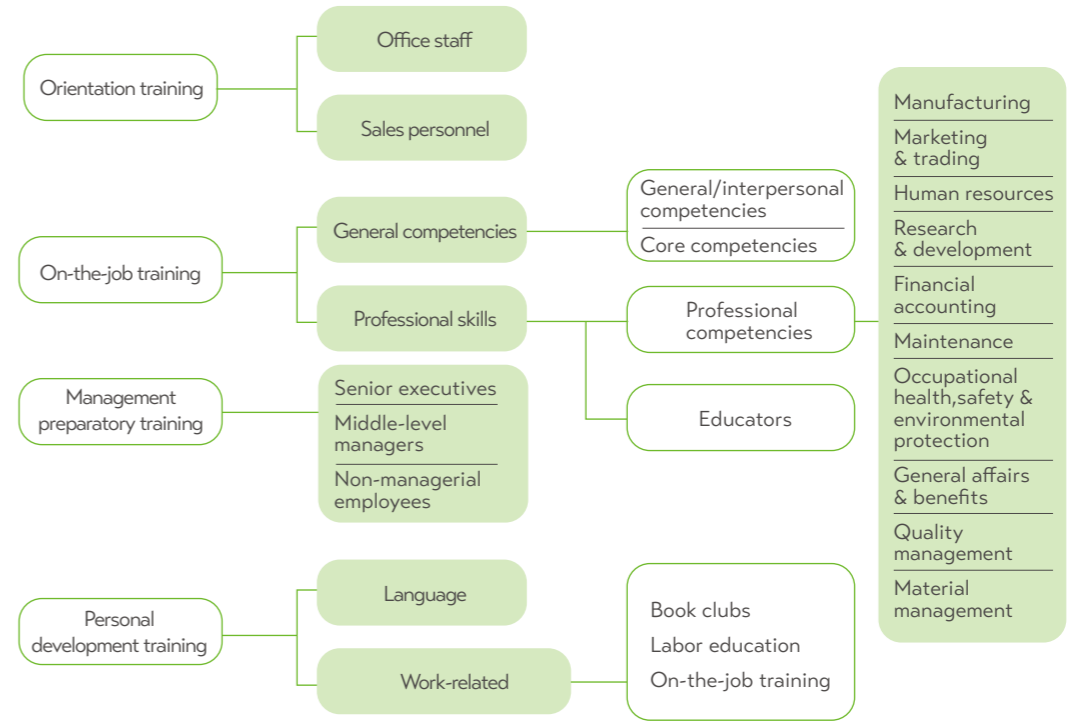 Orientation training
Office staff
Sales personnel
On-the-job training
General competencies
General/interpersonal
competencies
Core competencies
Professional skills
Professional
competencies
Educators
Manufacturing
Marketing
& trading
Human resources
Research
& development
Financial
accounting
Maintenance
Occupational
health,safety &
environmental
protection
General affairs
& benefits
Quality
management
Material
management
Management
preparatory training
Senior executives
Middle-level
managers
Non-managerial
employees
Personal
development training
Language
Work-related
Book clubs
Labor education
On-the-job training